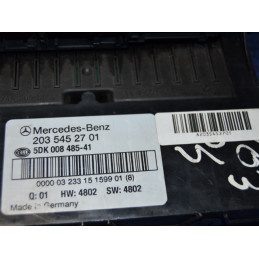 Mercedes-Benz
203 545 27 01
5DK 008 485-41
0000 03 233 15 1599 01 (8)
Q: 01 HW: 4802 SW: 4802
Made in Germany